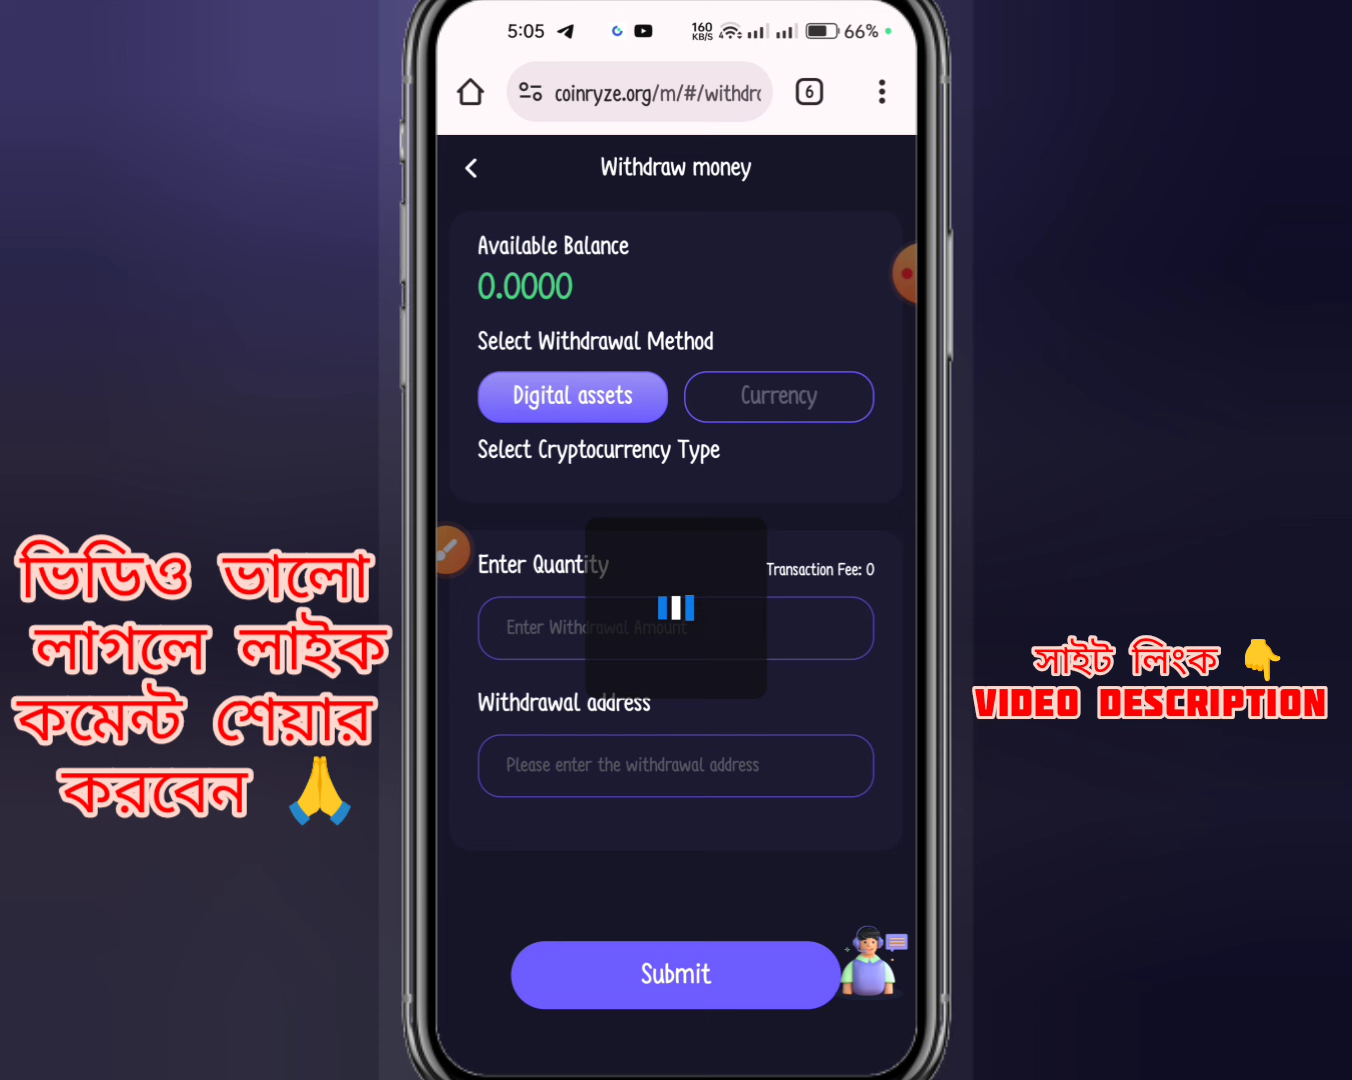 5:05
160
KB/S
66%
coinryze.org/m/#/withdr
6
Withdraw money
Available Balance
0.0000
Select Withdrawal Method
Digital assets
Currency
Select Cryptocurrency Type
Enter Quantity
Transaction Fee: 0
Enter Withdrawal Amount
Withdrawal address
Please enter the withdrawal address
Submit
ভিডিও ভালো
লাগলে লাইক
কমেন্ট শেয়ার
করবেন 🙏
সাইট লিংক 👇
VIDEO DESCRIPTION